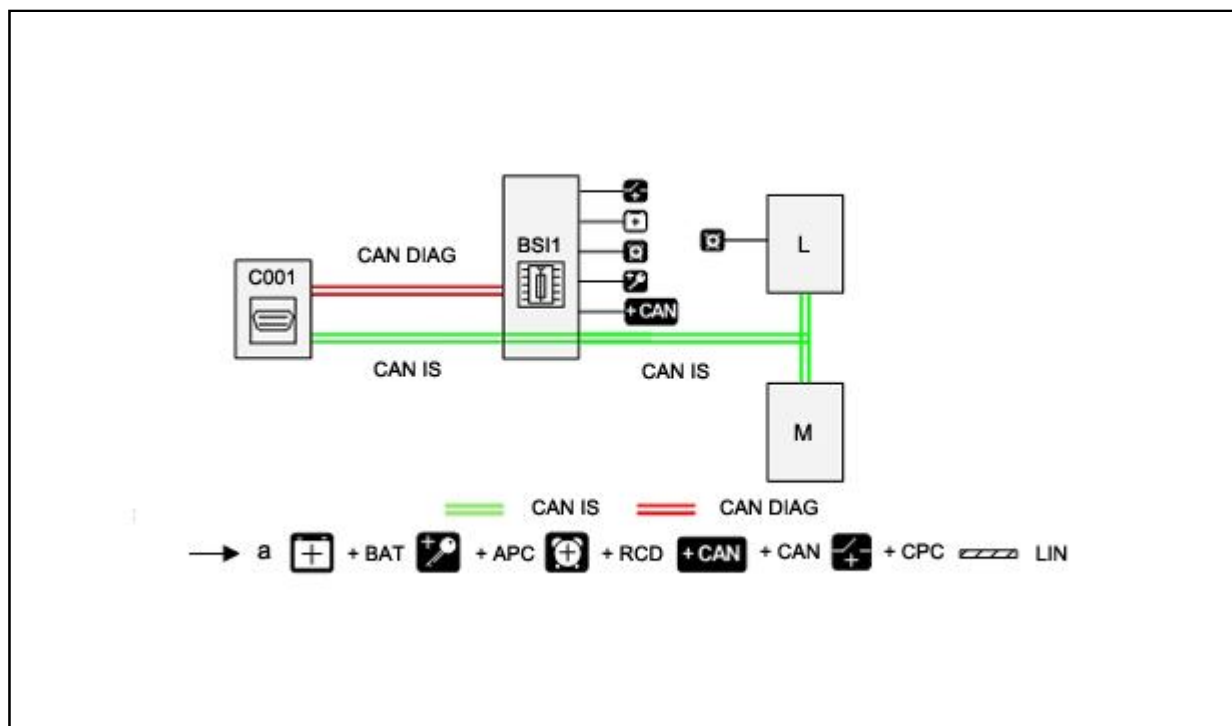 BSI1
L
CAN DIAG
C001
+ CAN
CAN IS
CAN IS
M
CAN IS CAN DIAG
a + BAT + APC + RCD + CAN + CAN + CPC LIN